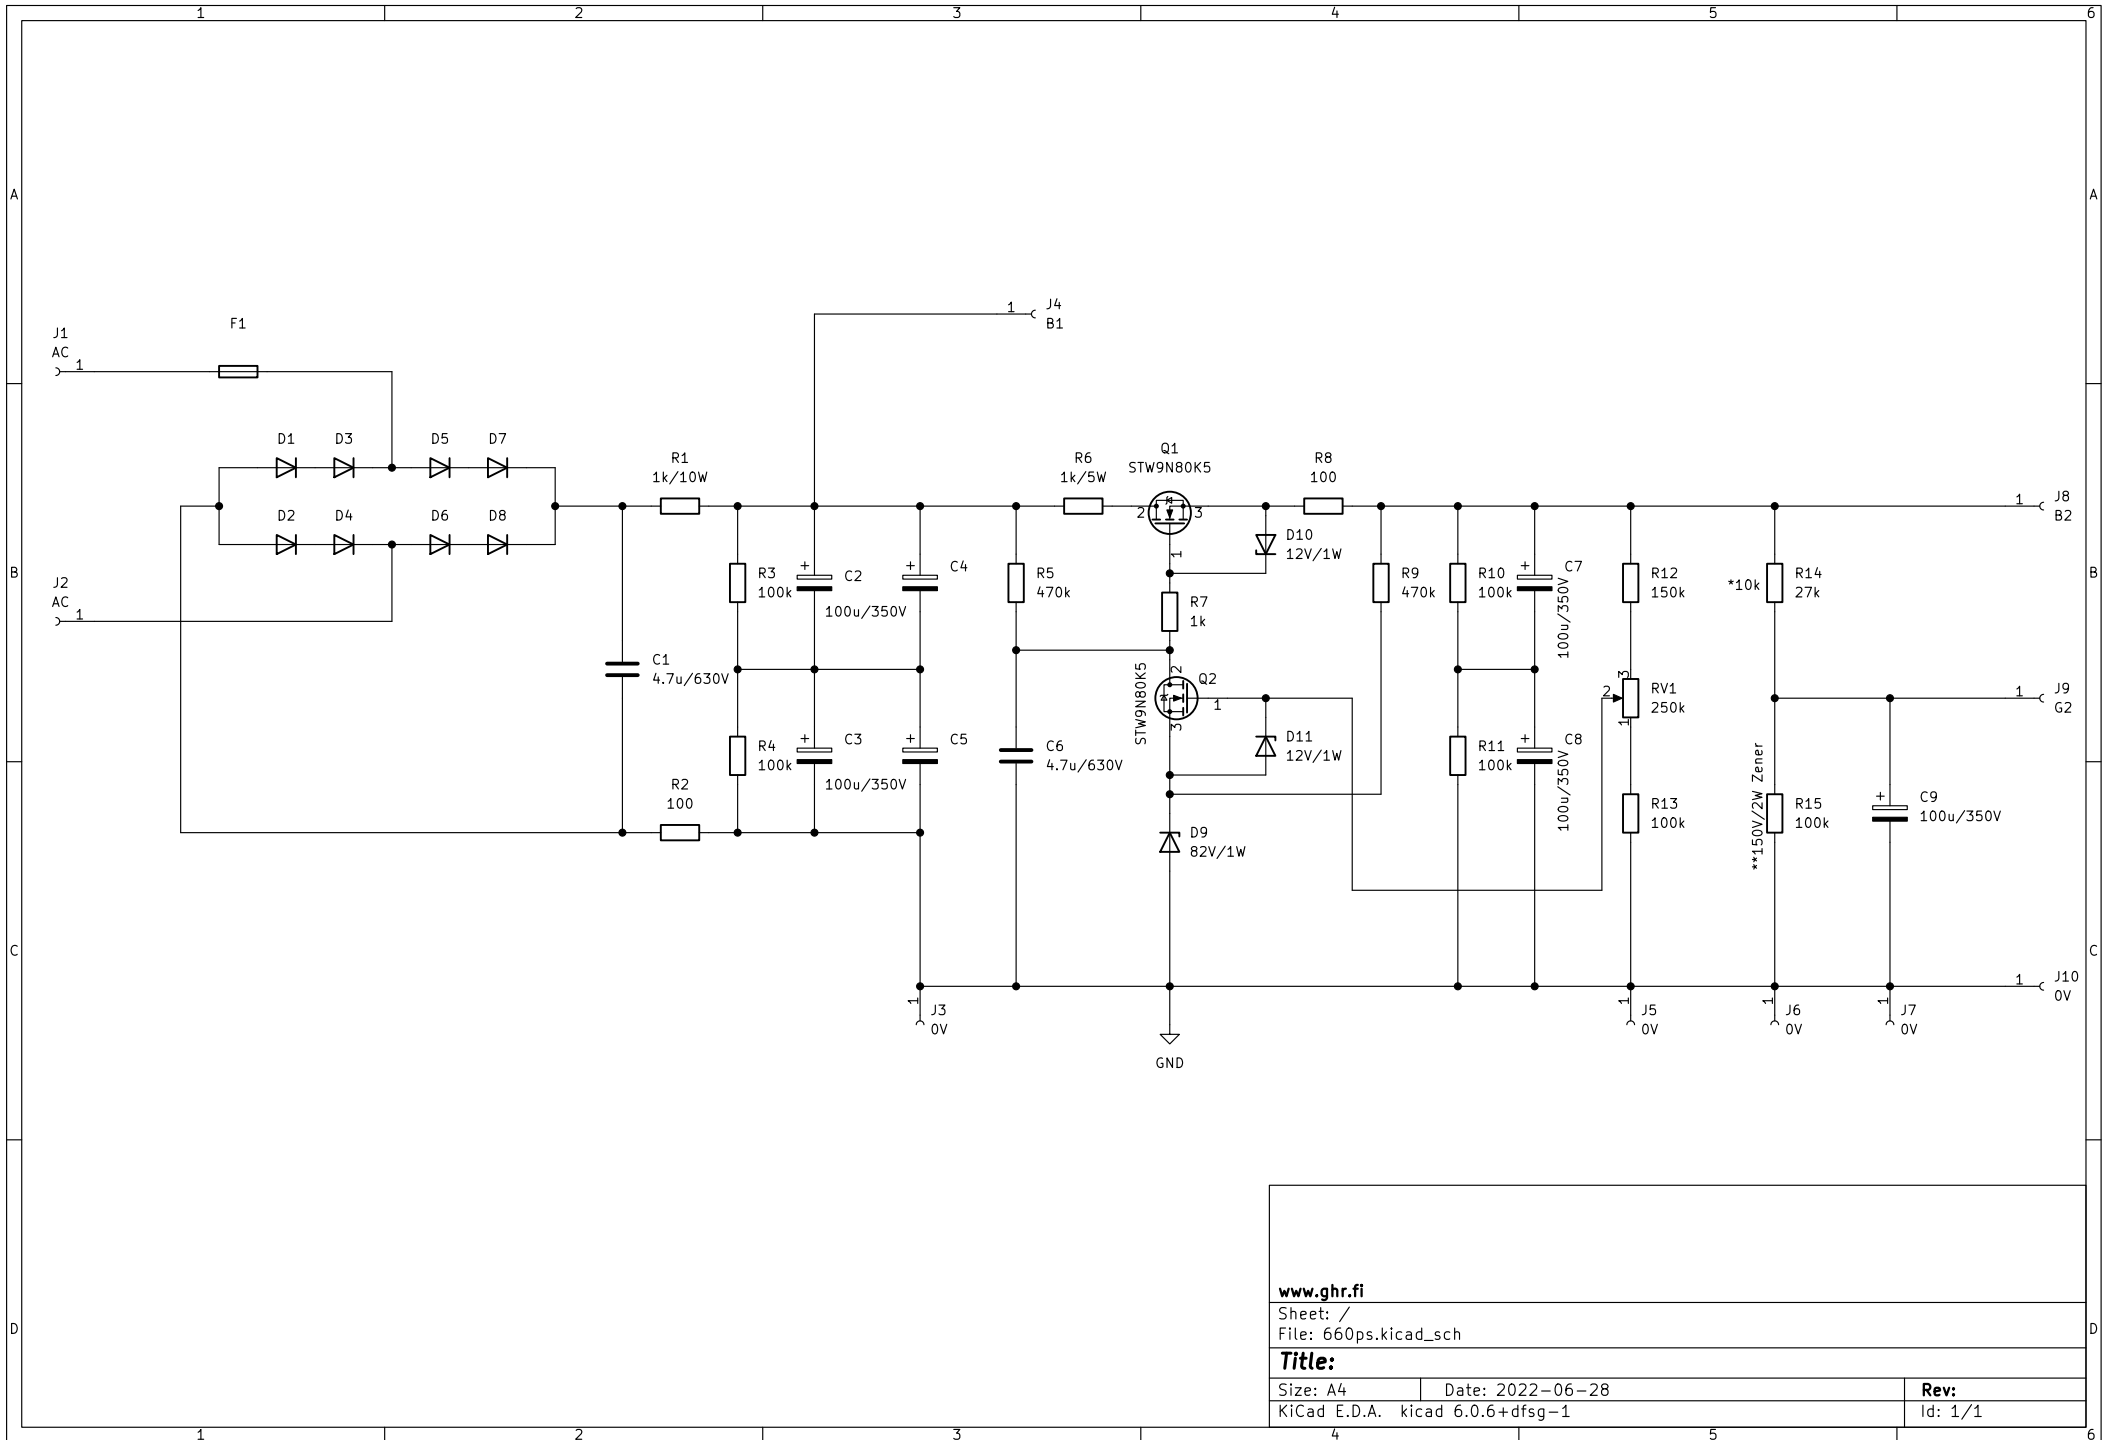 1 2 3 4 5 6
A A
J4
1
B1
J1
AC
1
F1
D1 D3 D5 D7
D2 D4 D6 D8
J2
AC
1
B B
R1
1k/10W
R6
1k/5W
Q1
STW9N80K5
2 3
1
R8
100
1 J8
B2
D10
12V/1W
R3
100k
+ C2
100u/350V
+ C4
R5
470k
R7
1k
R9
470k
R10
100k
+ C7
100u/350V
R12
150k
*10k
R14
27k
C1
4.7u/630V
STW9N80K5
2
Q2
1
3
3
2
1
RV1
250k
1 J9
G2
R4
100k
+ C3
100u/350V
+ C5
C6
4.7u/630V
D11
12V/1W
R11
100k
+ C8
100u/350V
R2
100
D9
82V/1W
R13
100k
**150V/2W Zener
R15
100k
+ C9
100u/350V
C C
1 J10
0V
1 J3
0V
1 J5
0V
1 J6
0V
1 J7
0V
GND
www.ghr.fi
Sheet: /
File: 660ps.kicad_sch
D D
Title:
Size: A4 Date: 2022-06-28 Rev:
KiCad E.D.A. kicad 6.0.6+dfsg-1 Id: 1/1
1 2 3 4 5 6